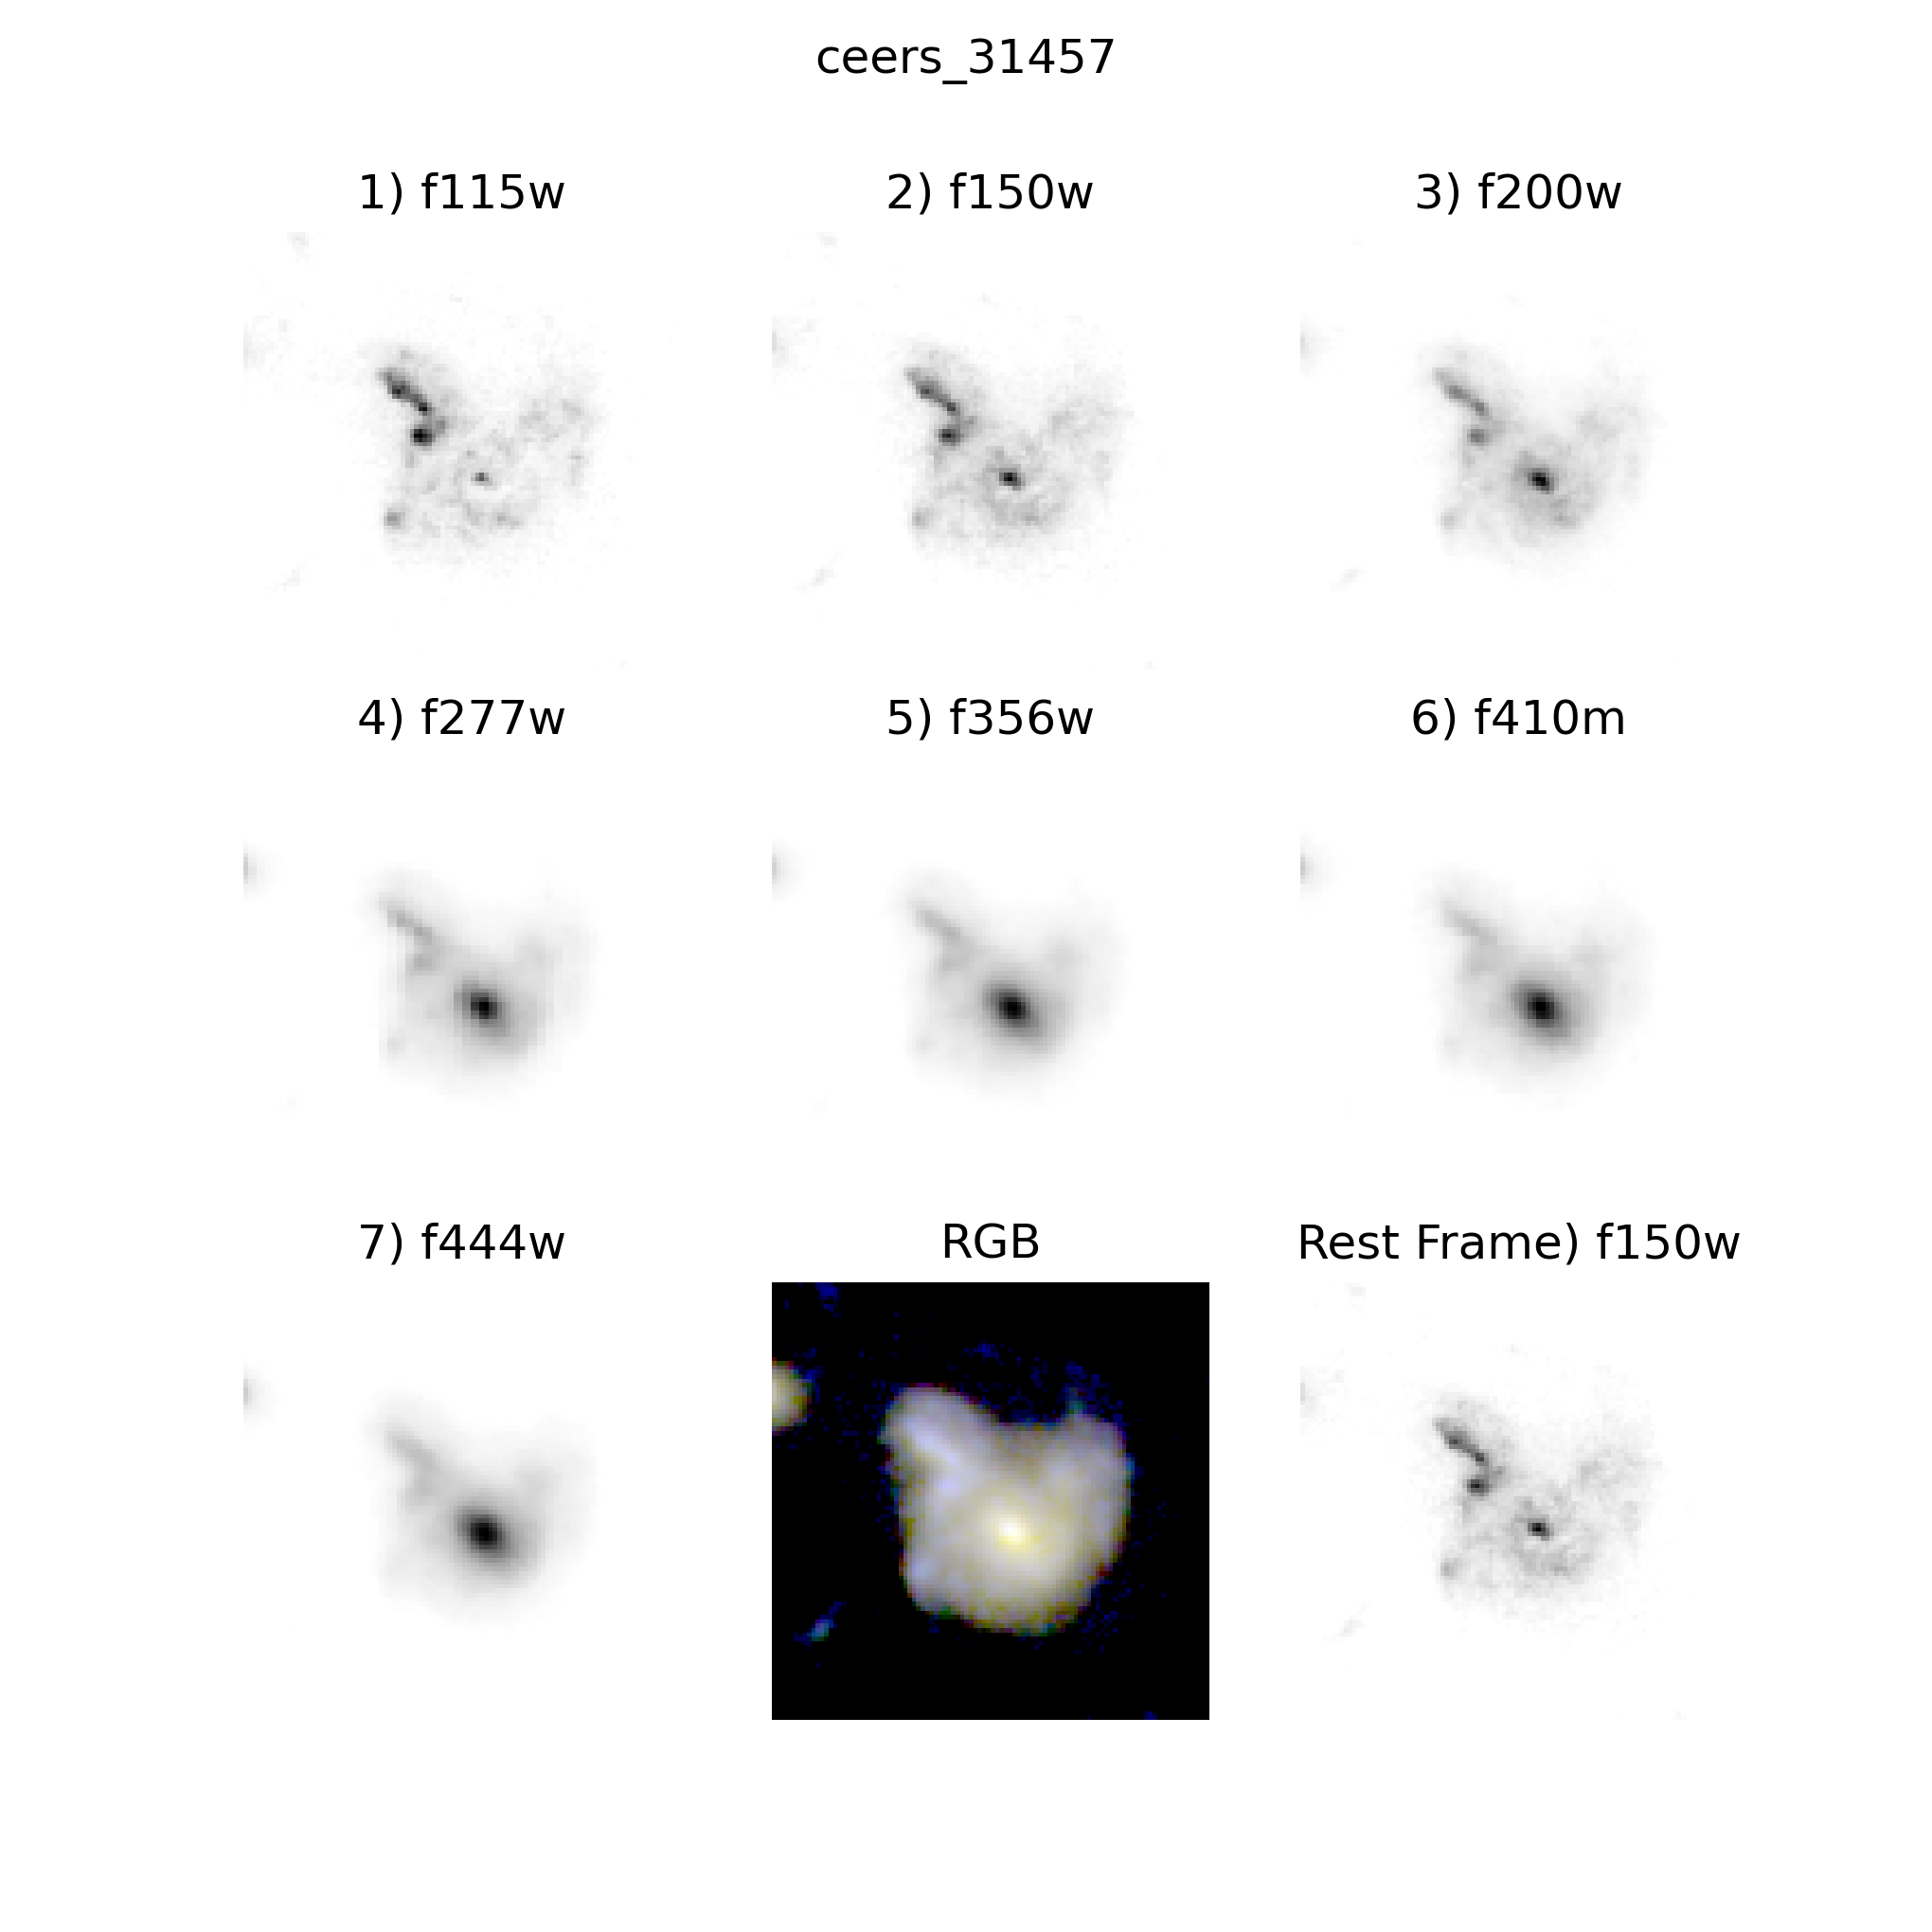 ceers_31457
1) f115w
2) f150w
3) f200w
4) f277w
5) f356w
6) f410m
7) f444w
RGB
Rest Frame) f150w